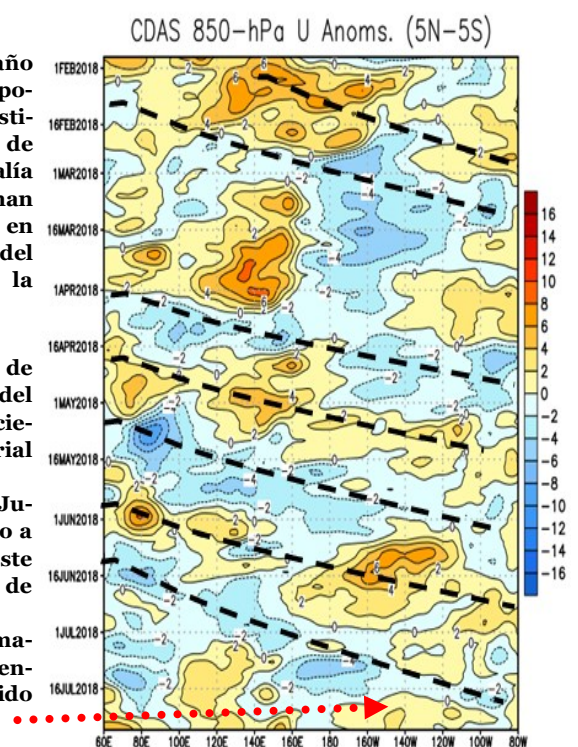 CDAS 850-hPa U Anoms. (5N-5S)
año
po-
sti-
de
alía
nan
en
del
la
de
del
cie-
rial
Ju-
o a
ste
de
ma-
en-
ido
1FEB2018
16FEB2018
1MAR2018
16MAR2018
1APR2018
16APR2018
1MAY2018
16MAY2018
1JUN2018
16JUN2018
1JUL2018
16JUL2018
60E 80E 100E 120E 140E 160E 180 160W 140W 120W 100W 80W
16
14
12
10
8
6
4
2
0
-2
-4
-6
-8
-10
-12
-14
-16